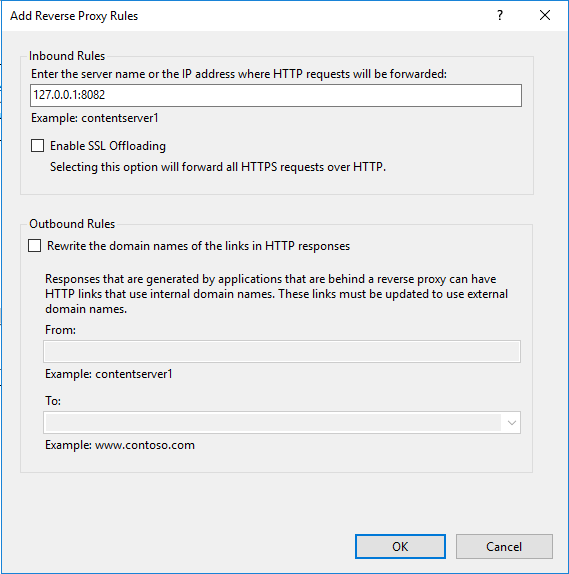 Add Reverse Proxy Rules
?
Inbound Rules
Enter the server name or the IP address where HTTP requests will be forwarded:
127.0.0.1:8082
Example: contentserver1
Enable SSL Offloading
Selecting this option will forward all HTTPS requests over HTTP.
Outbound Rules
Rewrite the domain names of the links in HTTP responses
Responses that are generated by applications that are behind a reverse proxy can have
HTTP links that use internal domain names. These links must be updated to use external
domain names.
From:
Example: contentserver1
To:
Example: www.contoso.com
OK
Cancel